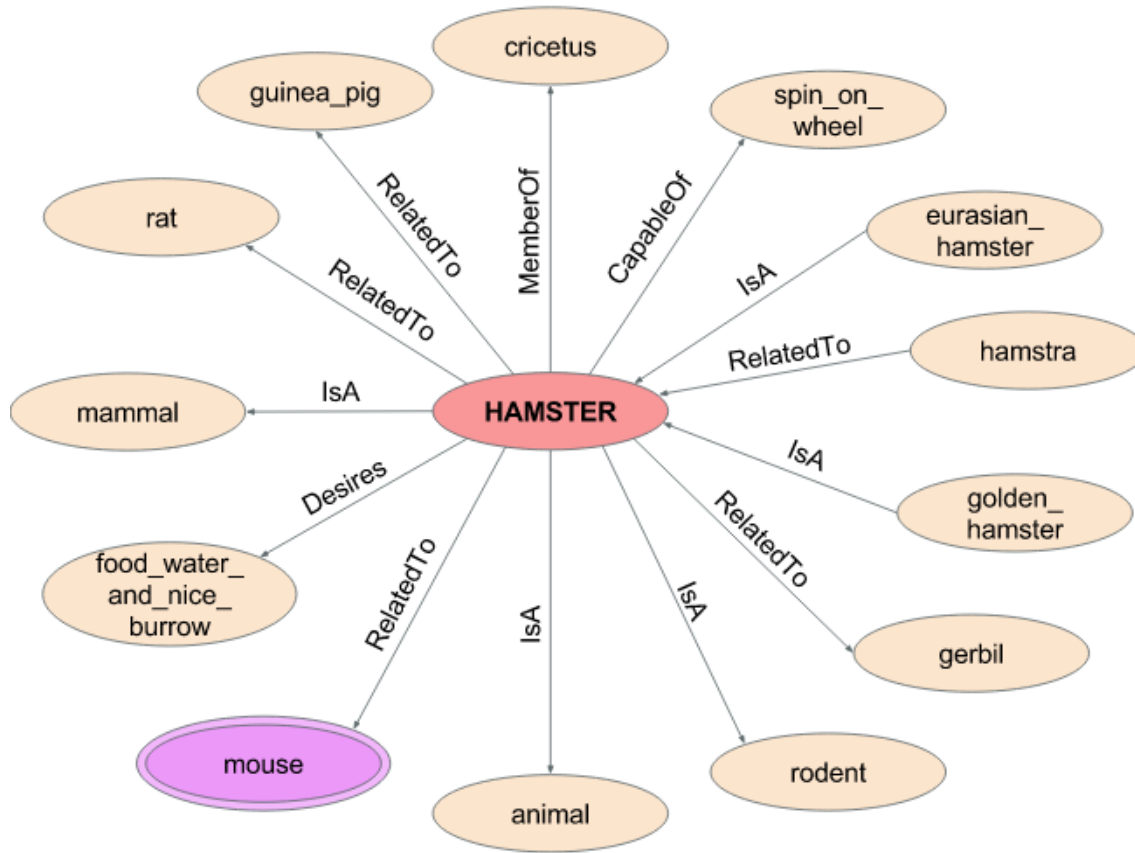 cricetus
guinea_pig
spin_on_
wheel
rat
eurasian_
hamster
RelatedTo
RelatedTo
MemberOf
CapableOf
IsA
hamstra
RelatedTo
mammal
IsA
HAMSTER
IsA
golden_
hamster
Desires
RelatedTo
food_water_
and_nice_
burrow
RelatedTo
IsA
IsA
gerbil
mouse
rodent
animal